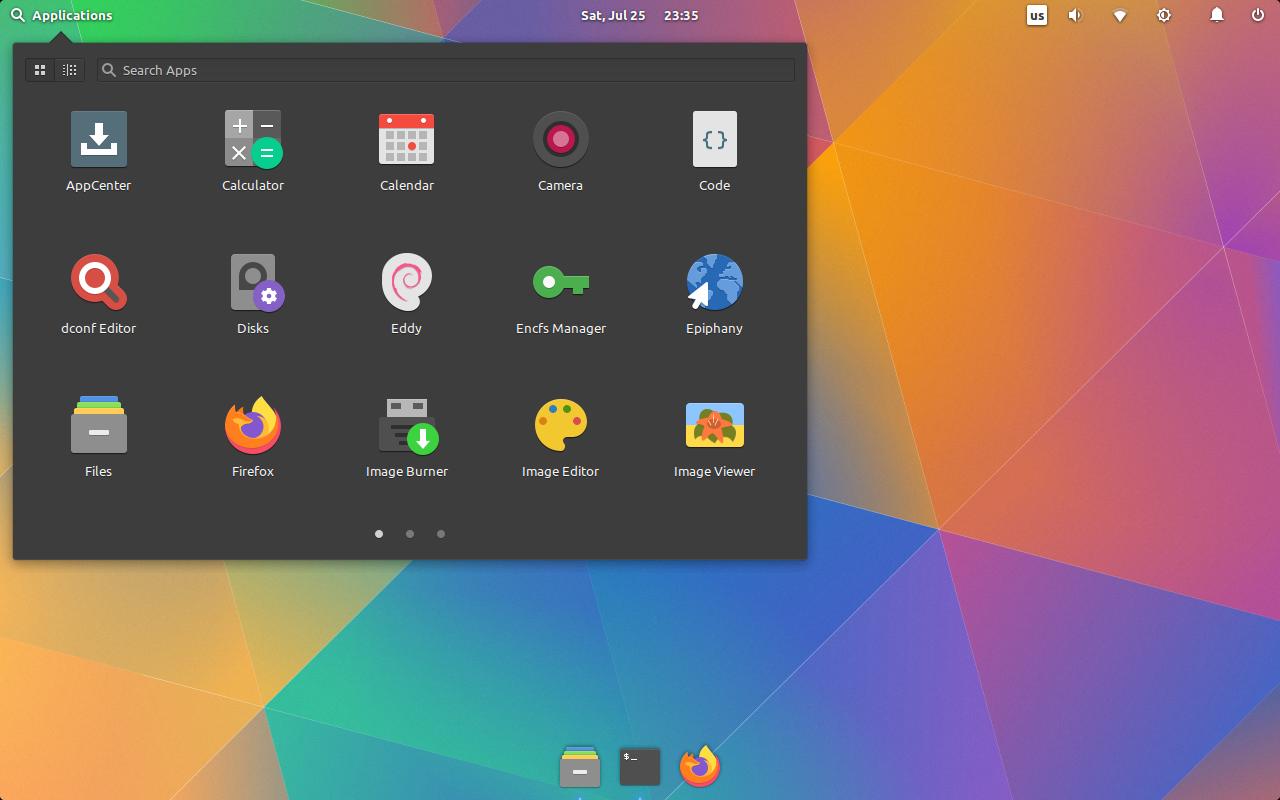 Applications
Sat, Jul 25 23:35
us
Search Apps
AppCenter
Calculator
Calendar
Camera
Code
dconf Editor
Disks
Eddy
Encfs Manager
Epiphany
Files
Firefox
Image Burner
Image Editor
Image Viewer
$_